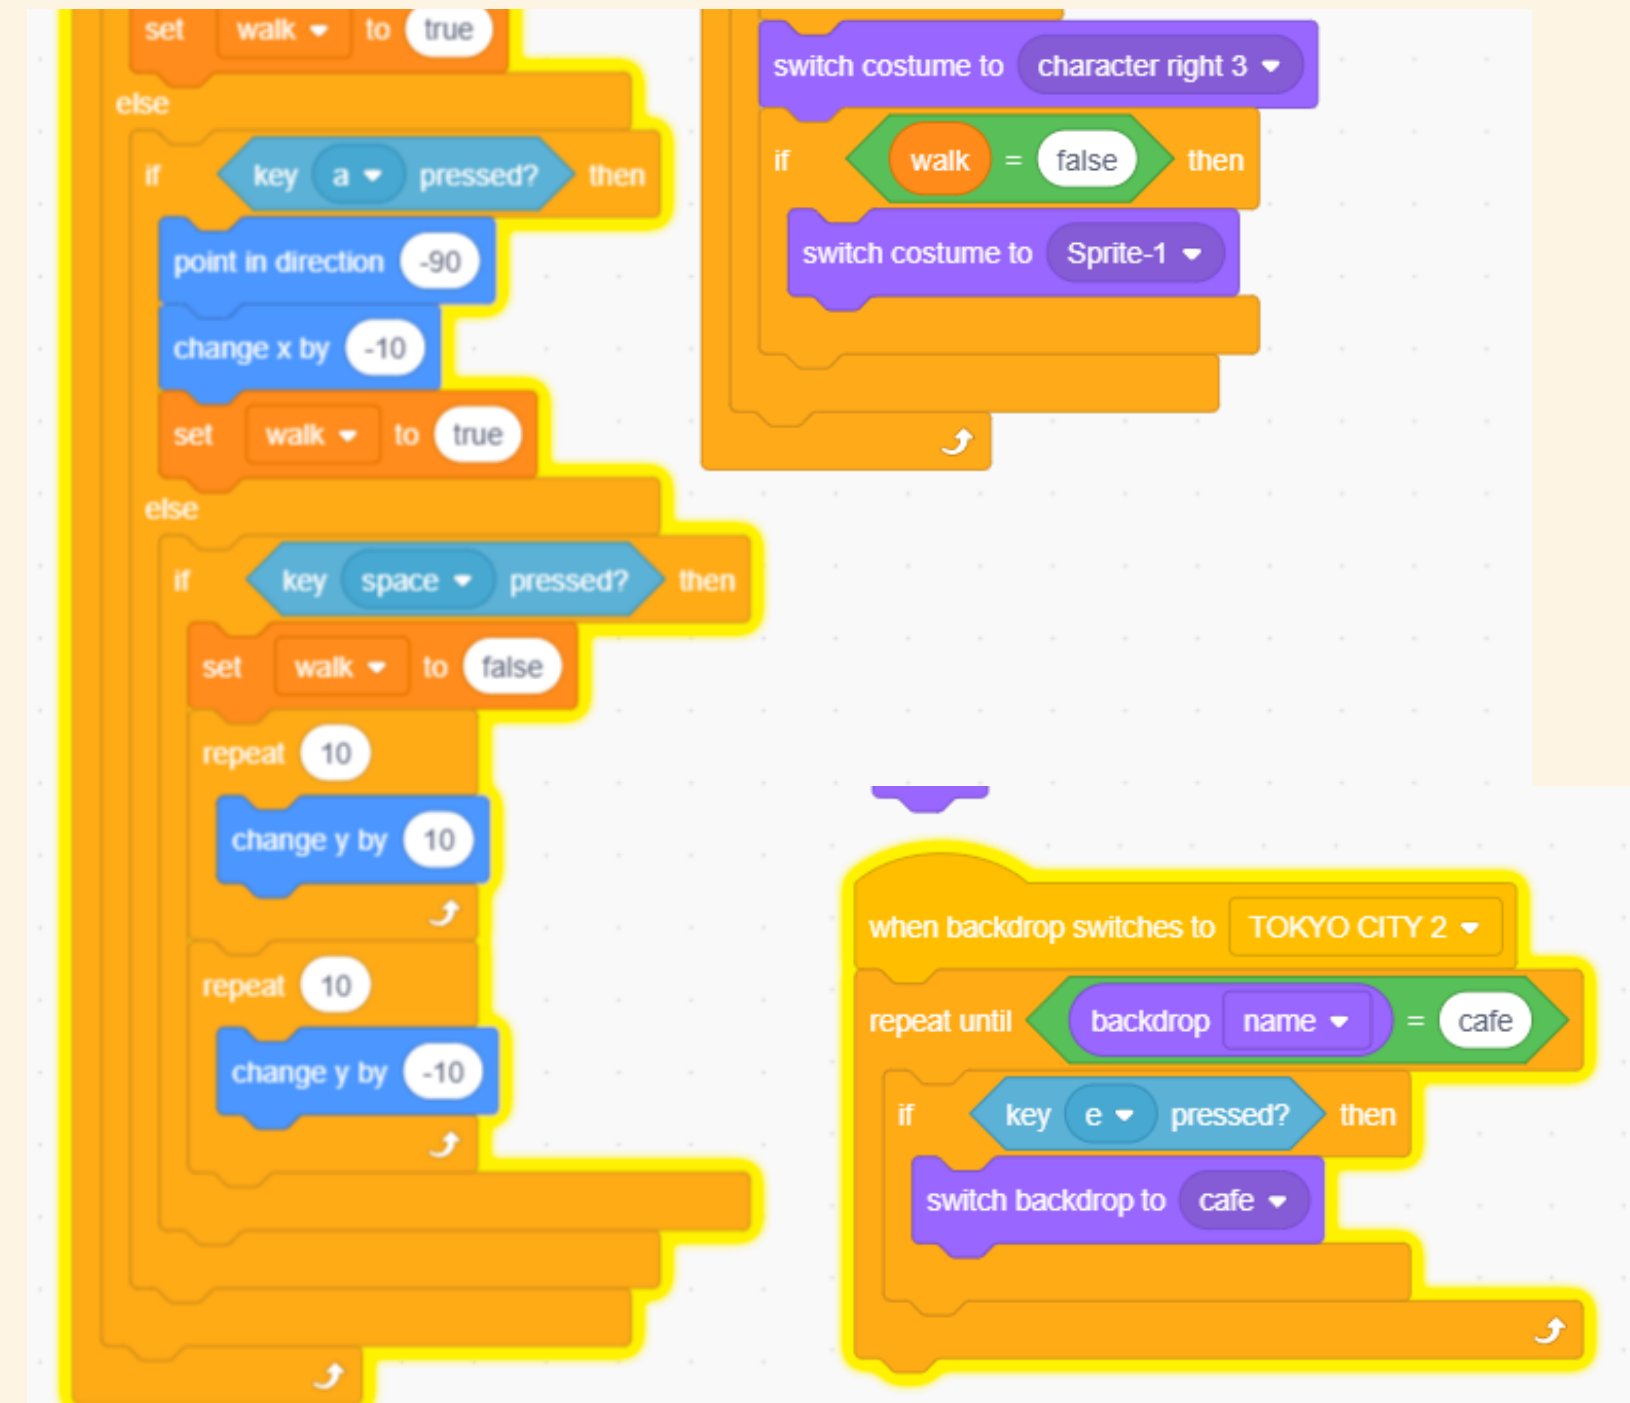 set walk to true
else
if key a pressed? then
point in direction -90
change x by -10
set walk to true
else
if key space pressed? then
set walk to false
repeat 10
change y by 10
repeat 10
change y by -10
switch costume to character right 3
if walk = false then
switch costume to Sprite-1
when backdrop switches to TOKYO CITY 2
repeat until backdrop name = cafe
if key e pressed? then
switch backdrop to cafe